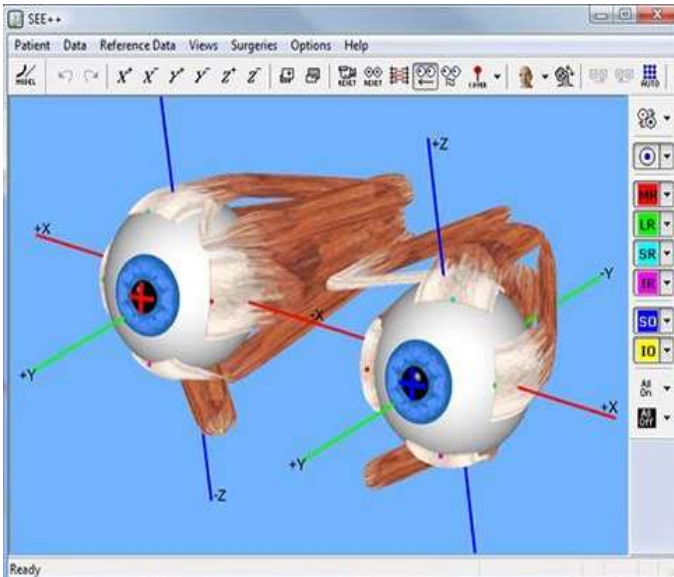 SEE++
Patient Data Reference Data Views Surgeries Options Help
MODEL X⁺ X⁻ Y⁺ Y⁻ Z⁺ Z⁻ RESET RESET AUTO
+Z
+X
-Y
-X
+Y
+X
+Y
-Z
MR
LR
SR
IR
SO
IO
All On
All Off
Ready